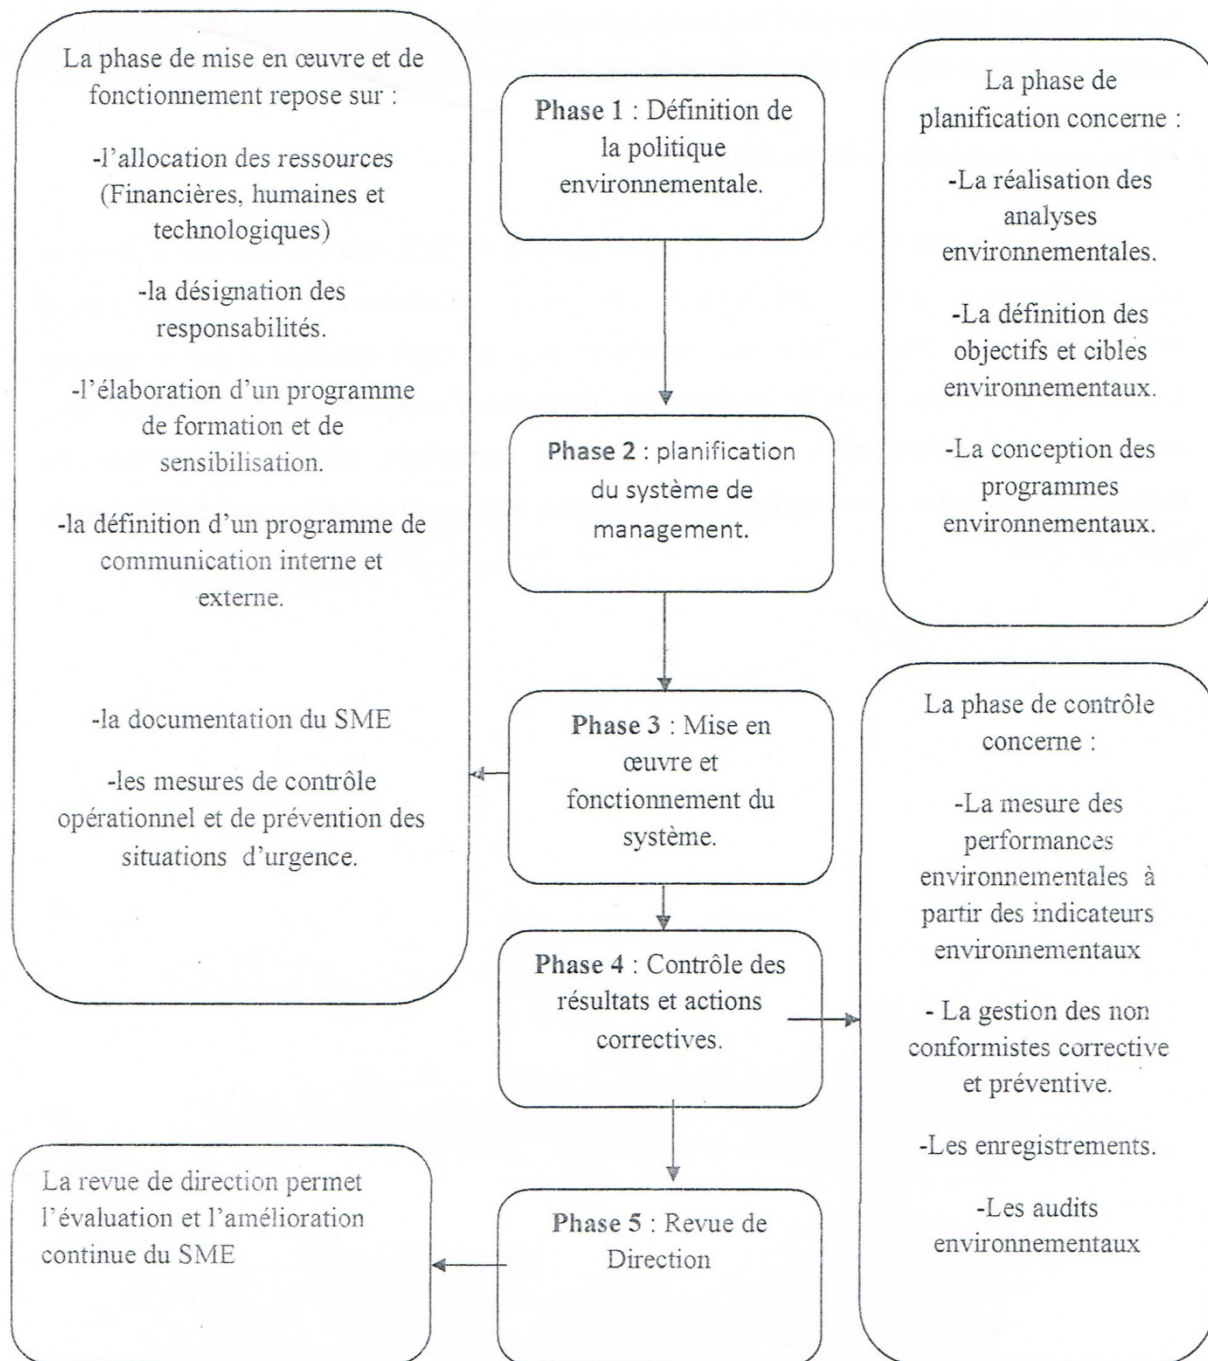 La phase de mise en œuvre et de
fonctionnement repose sur :
-l'allocation des ressources
(Financières, humaines et
technologiques)
-la désignation des
responsabilités.
-l'élaboration d'un programme
de formation et de
sensibilisation.
-la définition d'un programme de
communication interne et
externe.
-la documentation du SME
-les mesures de contrôle
opérationnel et de prévention des
situations d'urgence.
Phase 1 : Définition de
la politique
environnementale.
La phase de
planification concerne :
-La réalisation des
analyses
environnementales.
-La définition des
objectifs et cibles
environnementaux.
-La conception des
programmes
environnementaux.
Phase 2 : planification
du système de
management.
Phase 3 : Mise en
œuvre et
fonctionnement du
système.
Phase 4 : Contrôle des
résultats et actions
correctives.
La phase de contrôle
concerne :
-La mesure des
performances
environnementales à
partir des indicateurs
environnementaux
- La gestion des non
conformistes corrective
et préventive.
-Les enregistrements.
-Les audits
environnementaux
Phase 5 : Revue de
Direction
La revue de direction permet
l'évaluation et l'amélioration
continue du SME